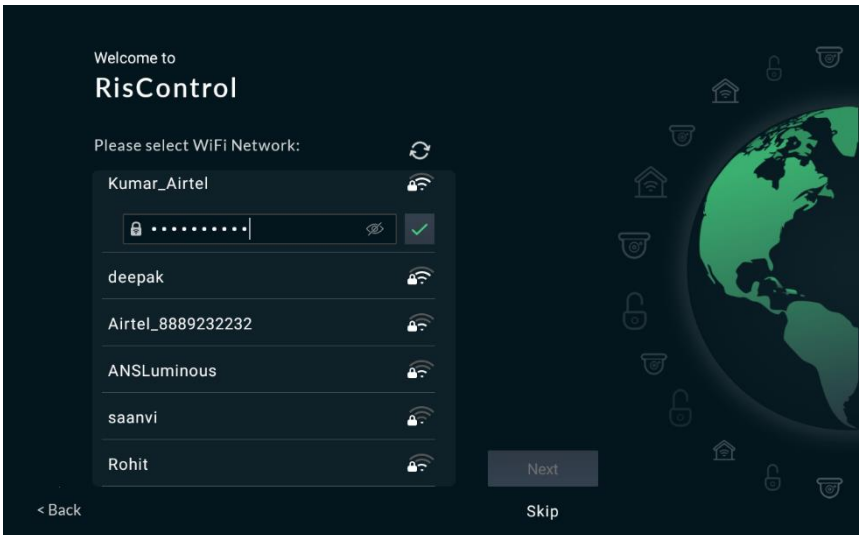 Welcome to
RisControl
Please select WiFi Network:
Kumar_Airtel
••••••••••
deepak
Airtel_8889232232
ANSLuminous
saanvi
Rohit
Next
< Back
Skip